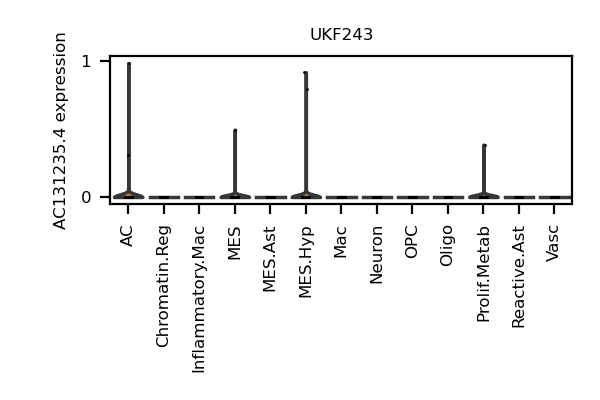 UKF243
AC131235.4 expression
1
0
AC
Chromatin.Reg
Inflammatory.Mac
MES
MES.Ast
MES.Hyp
Mac
Neuron
OPC
Oligo
Prolif.Metab
Reactive.Ast
Vasc